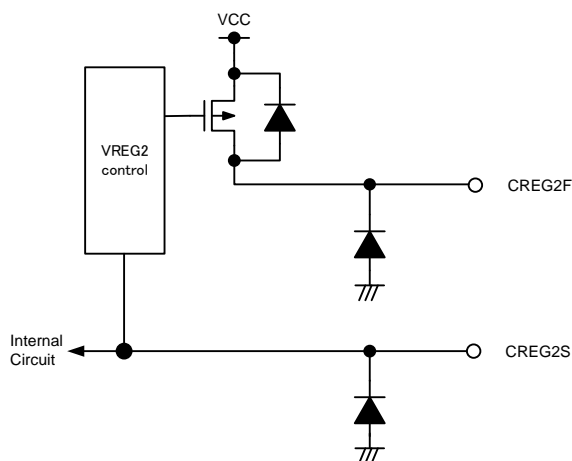 VCC
VREG2
control
CREG2F
Internal
Circuit
CREG2S